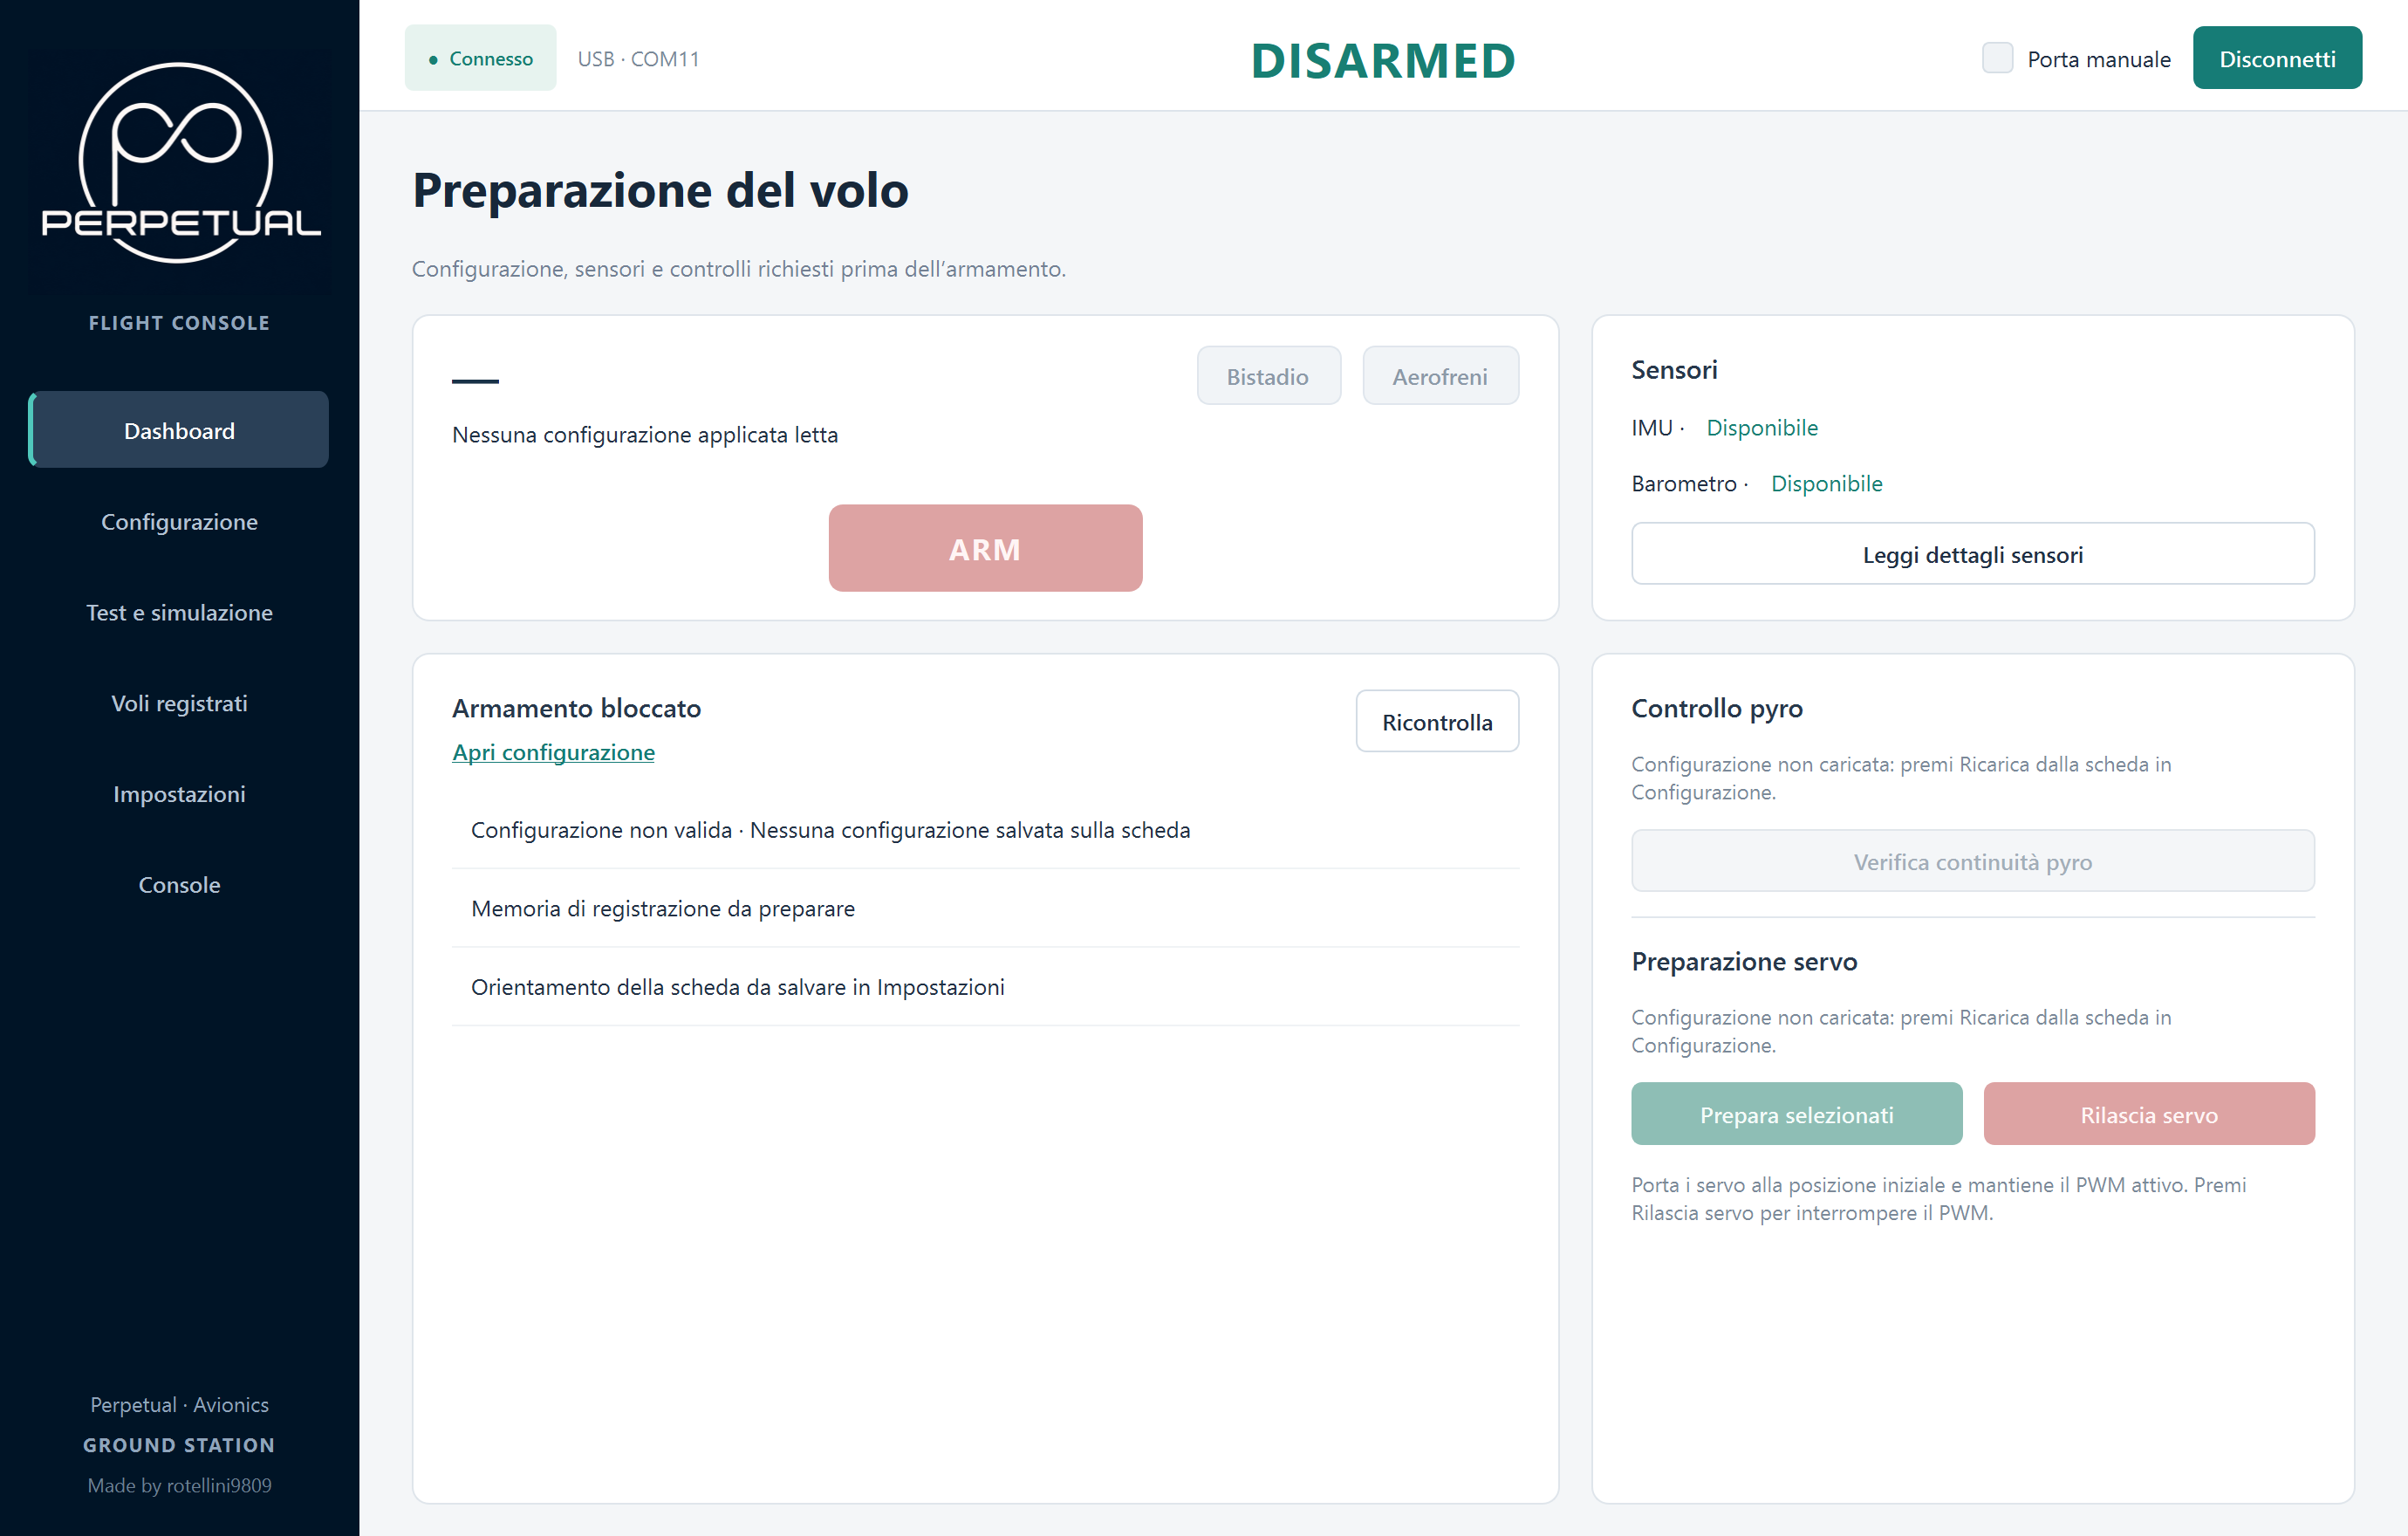 PERPETUAL
FLIGHT CONSOLE
Dashboard
Configurazione
Test e simulazione
Voli registrati
Impostazioni
Console
Perpetual · Avionics
GROUND STATION
Made by rotellini9809
Connesso
USB · COM11
DISARMED
Porta manuale
Disconnetti
Preparazione del volo
Configurazione, sensori e controlli richiesti prima dell’armamento.
—
Bistadio
Aerofreni
Nessuna configurazione applicata letta
ARM
Sensori
IMU · Disponibile
Barometro · Disponibile
Leggi dettagli sensori
Armamento bloccato
Ricontrolla
Apri configurazione
Configurazione non valida · Nessuna configurazione salvata sulla scheda
Memoria di registrazione da preparare
Orientamento della scheda da salvare in Impostazioni
Controllo pyro
Configurazione non caricata: premi Ricarica dalla scheda in
Configurazione.
Verifica continuità pyro
Preparazione servo
Configurazione non caricata: premi Ricarica dalla scheda in
Configurazione.
Prepara selezionati
Rilascia servo
Porta i servo alla posizione iniziale e mantiene il PWM attivo. Premi
Rilascia servo per interrompere il PWM.